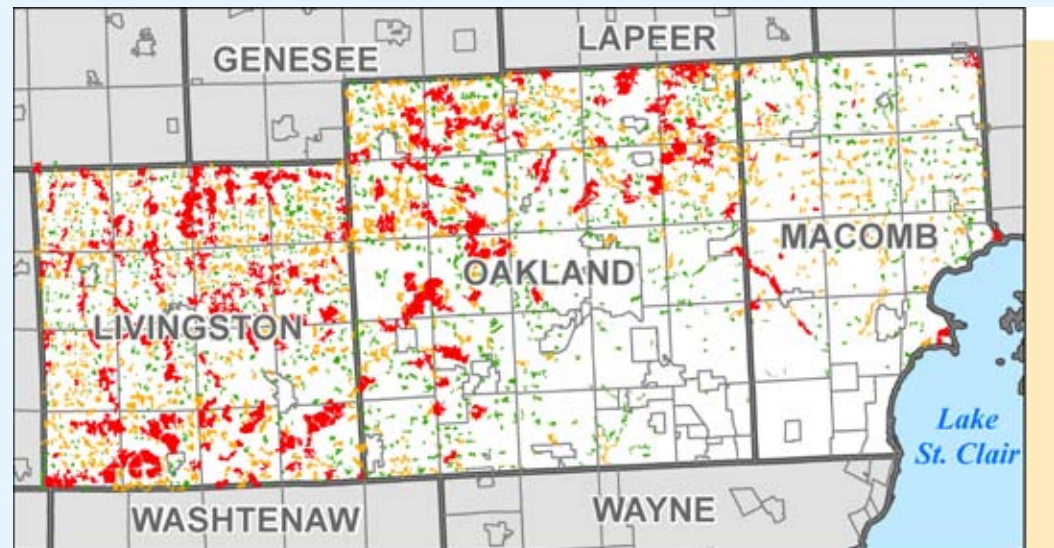 GENESEE
LAPEER
MACOMB
OAKLAND
LIVINGSTON
Lake
St. Clair
WASHTENAW
WAYNE